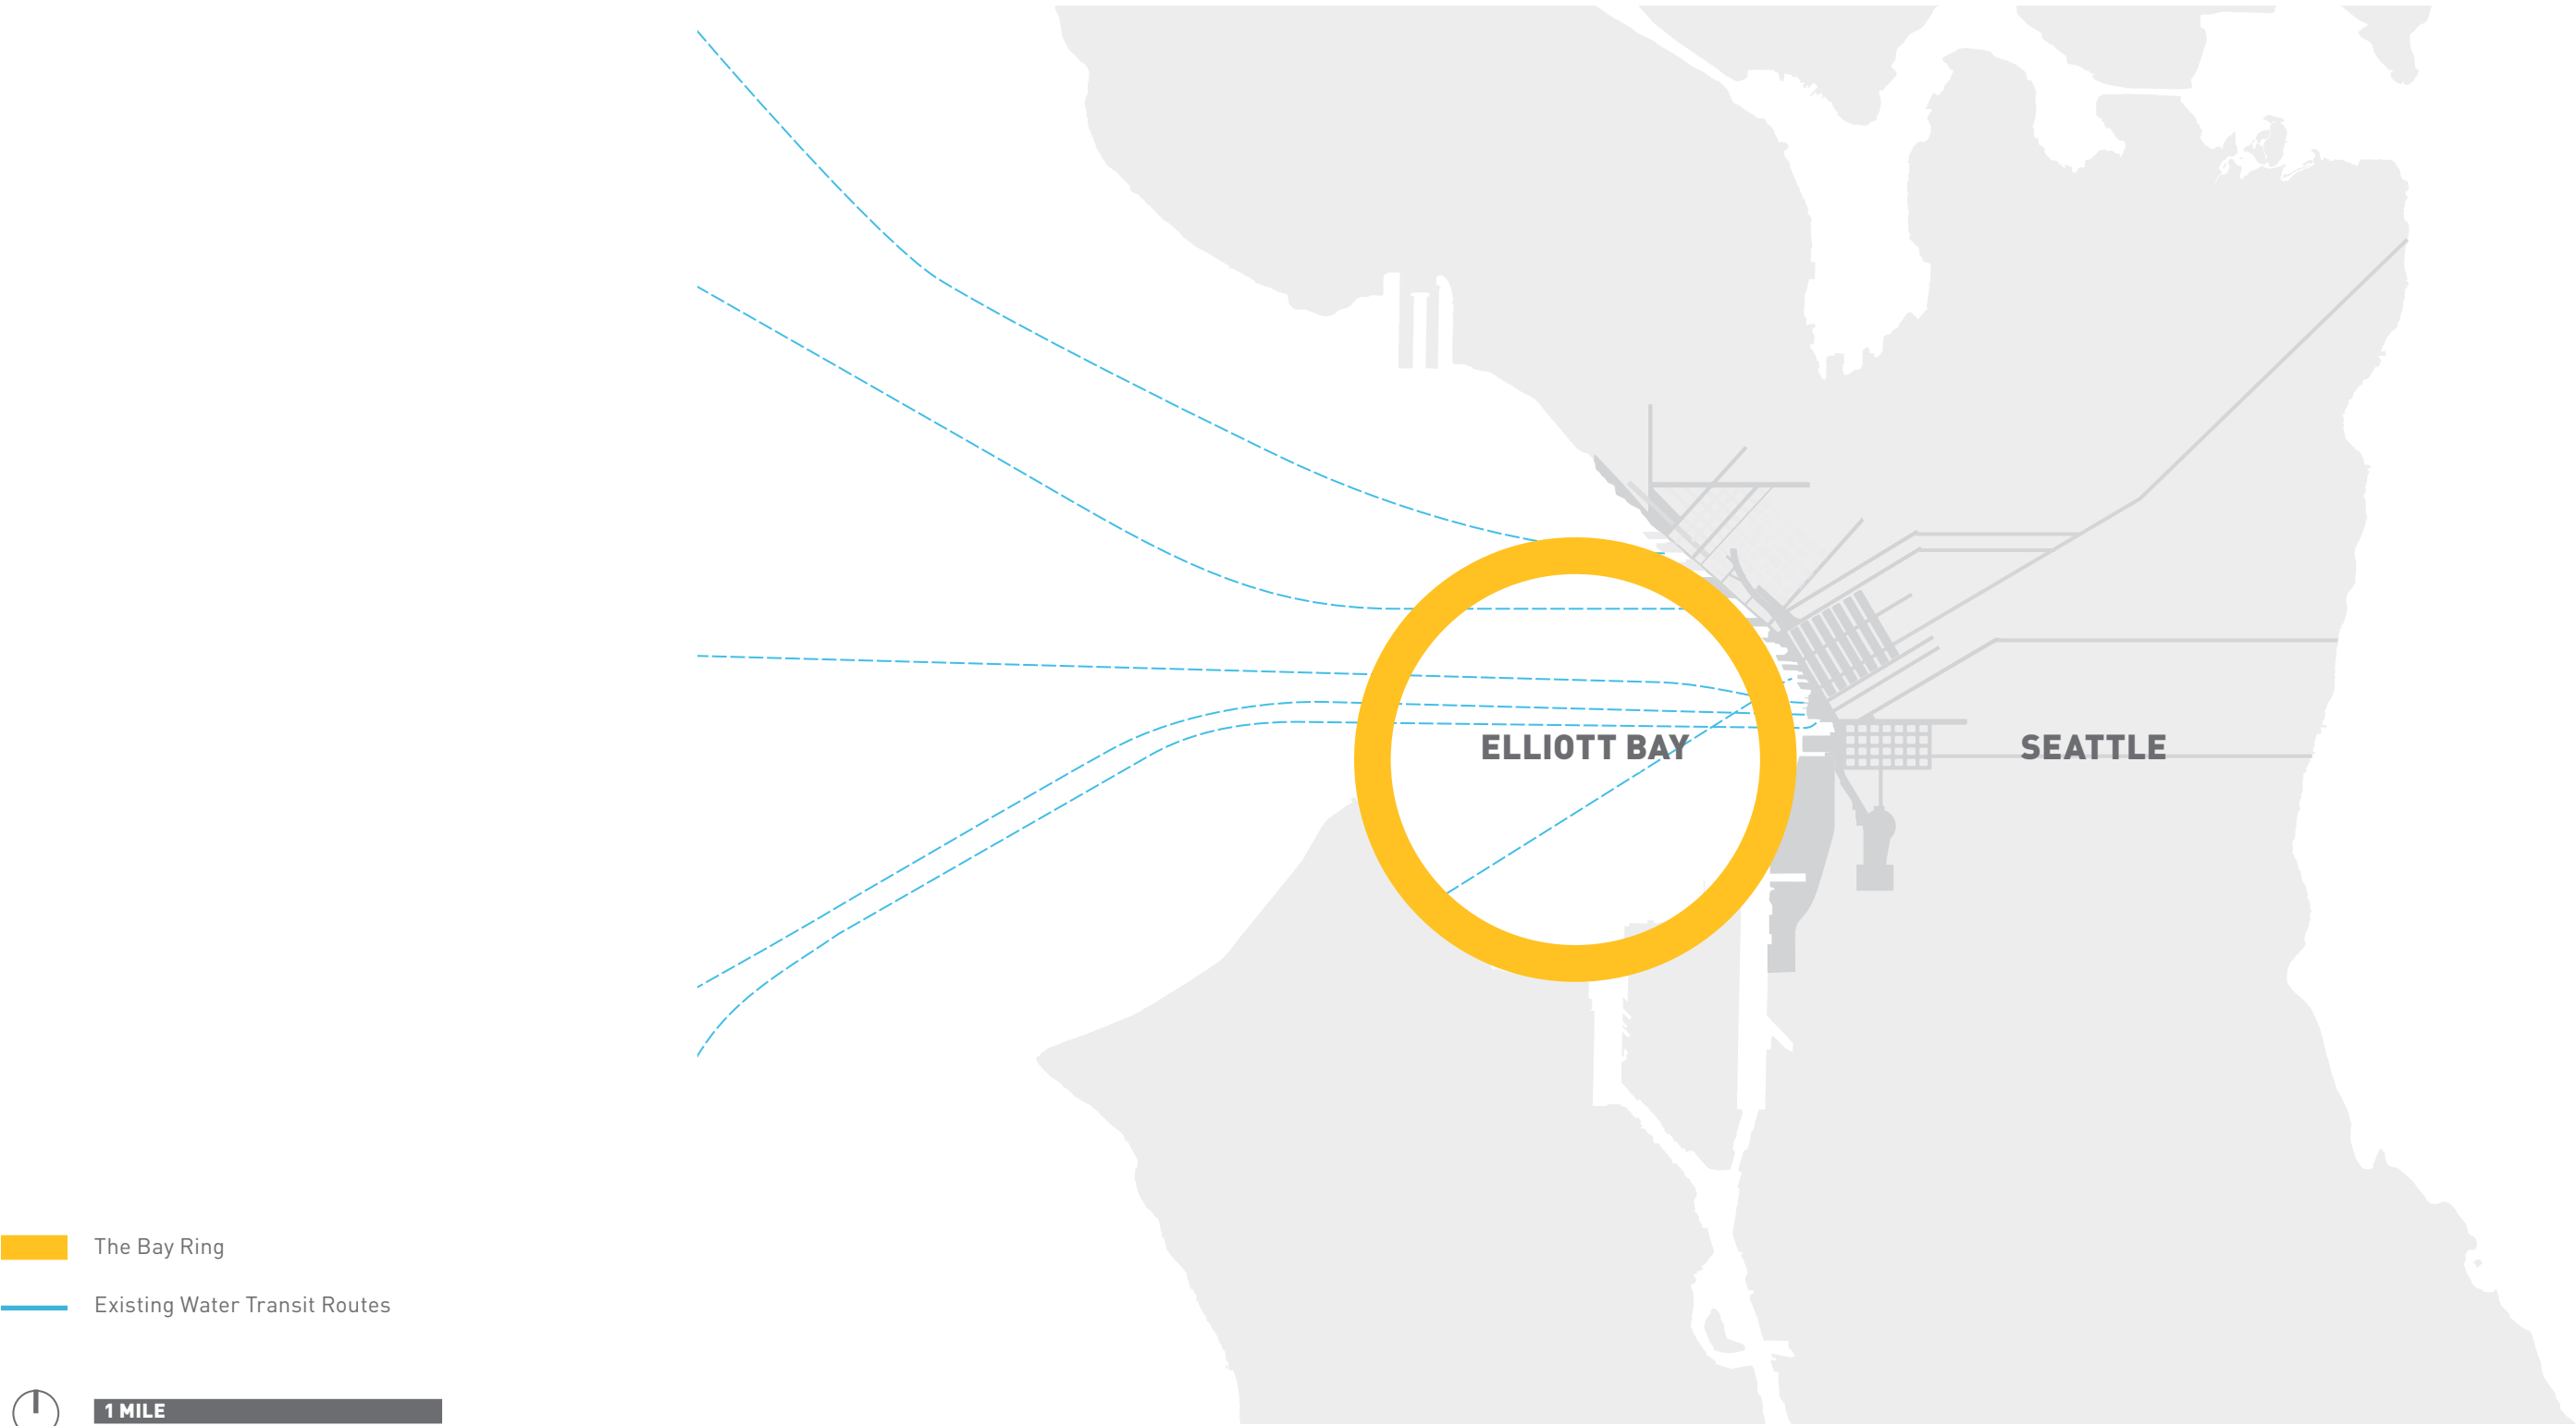 ELLIOTT BAY
SEATTLE
The Bay Ring
Existing Water Transit Routes
1 MILE